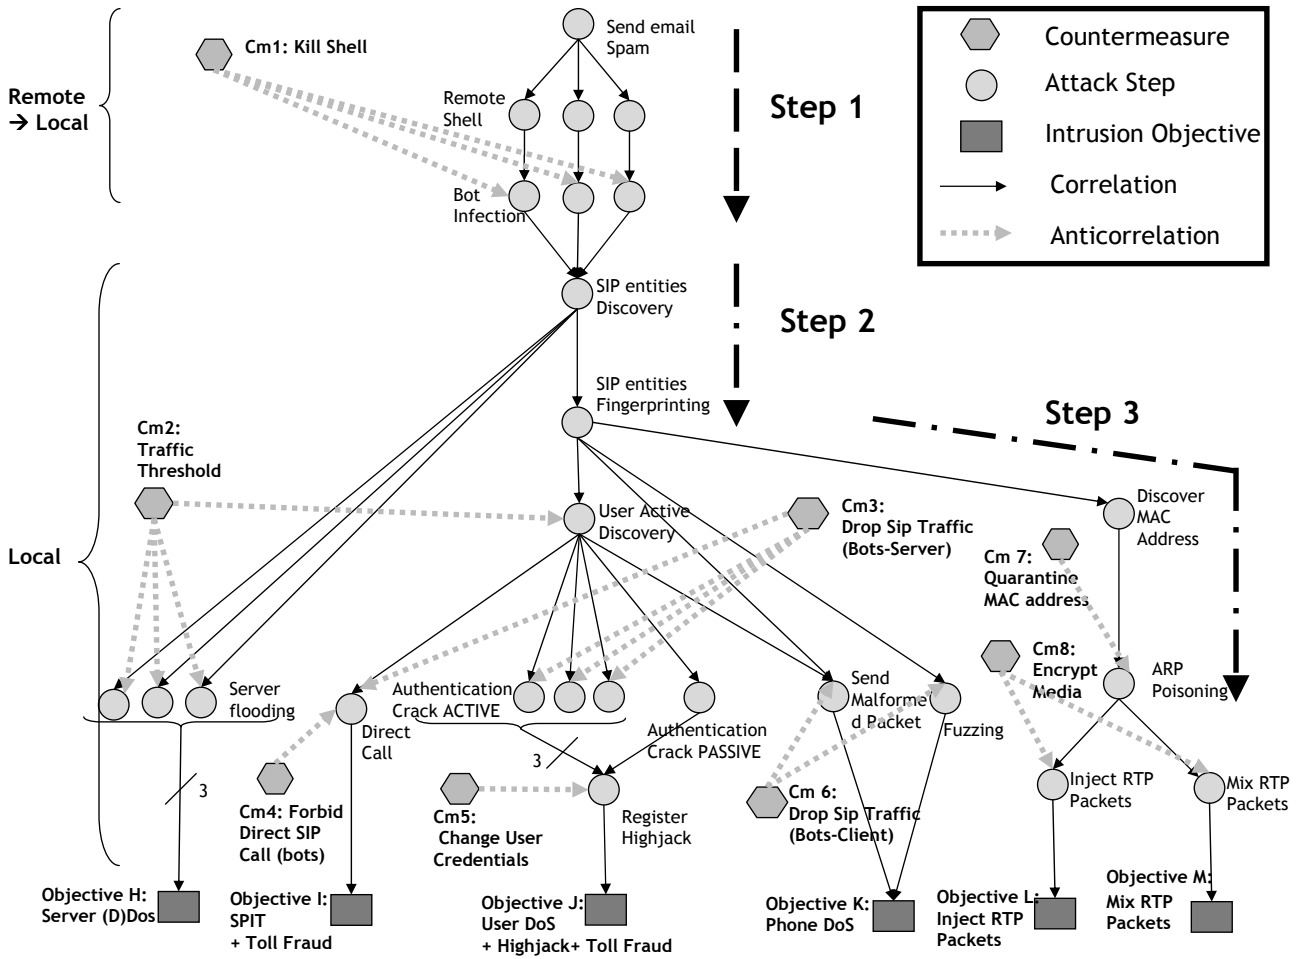 Cm1: Kill Shell
Send email
Spam
Remote
→ Local
Remote
Shell
Bot
Infection
Step 1
Countermeasure
Attack Step
Intrusion Objective
Correlation
Anticorrelation
SIP entities
Discovery
Step 2
SIP entities
Fingerprinting
Step 3
Cm2:
Traffic
Threshold
User Active
Discovery
Cm3:
Drop Sip Traffic
(Bots-Server)
Discover
MAC
Address
Cm 7:
Quarantine
MAC address
Local
Cm8:
Encrypt
Media
ARP
Poisoning
Server
flooding
Direct
Call
Authentication
Crack ACTIVE
Authentication
Crack PASSIVE
Send
Malforme
d Packet
Fuzzing
3
3
Cm4: Forbid
Direct SIP
Call (bots)
Cm5:
Change User
Credentials
Register
Highjack
Cm 6:
Drop Sip Traffic
(Bots-Client)
Inject RTP
Packets
Mix RTP
Packets
Objective H:
Server (D)Dos
Objective I:
SPIT
+ Toll Fraud
Objective J:
User DoS
+ Highjack+ Toll Fraud
Objective K:
Phone DoS
Objective L:
Inject RTP
Packets
Objective M:
Mix RTP
Packets